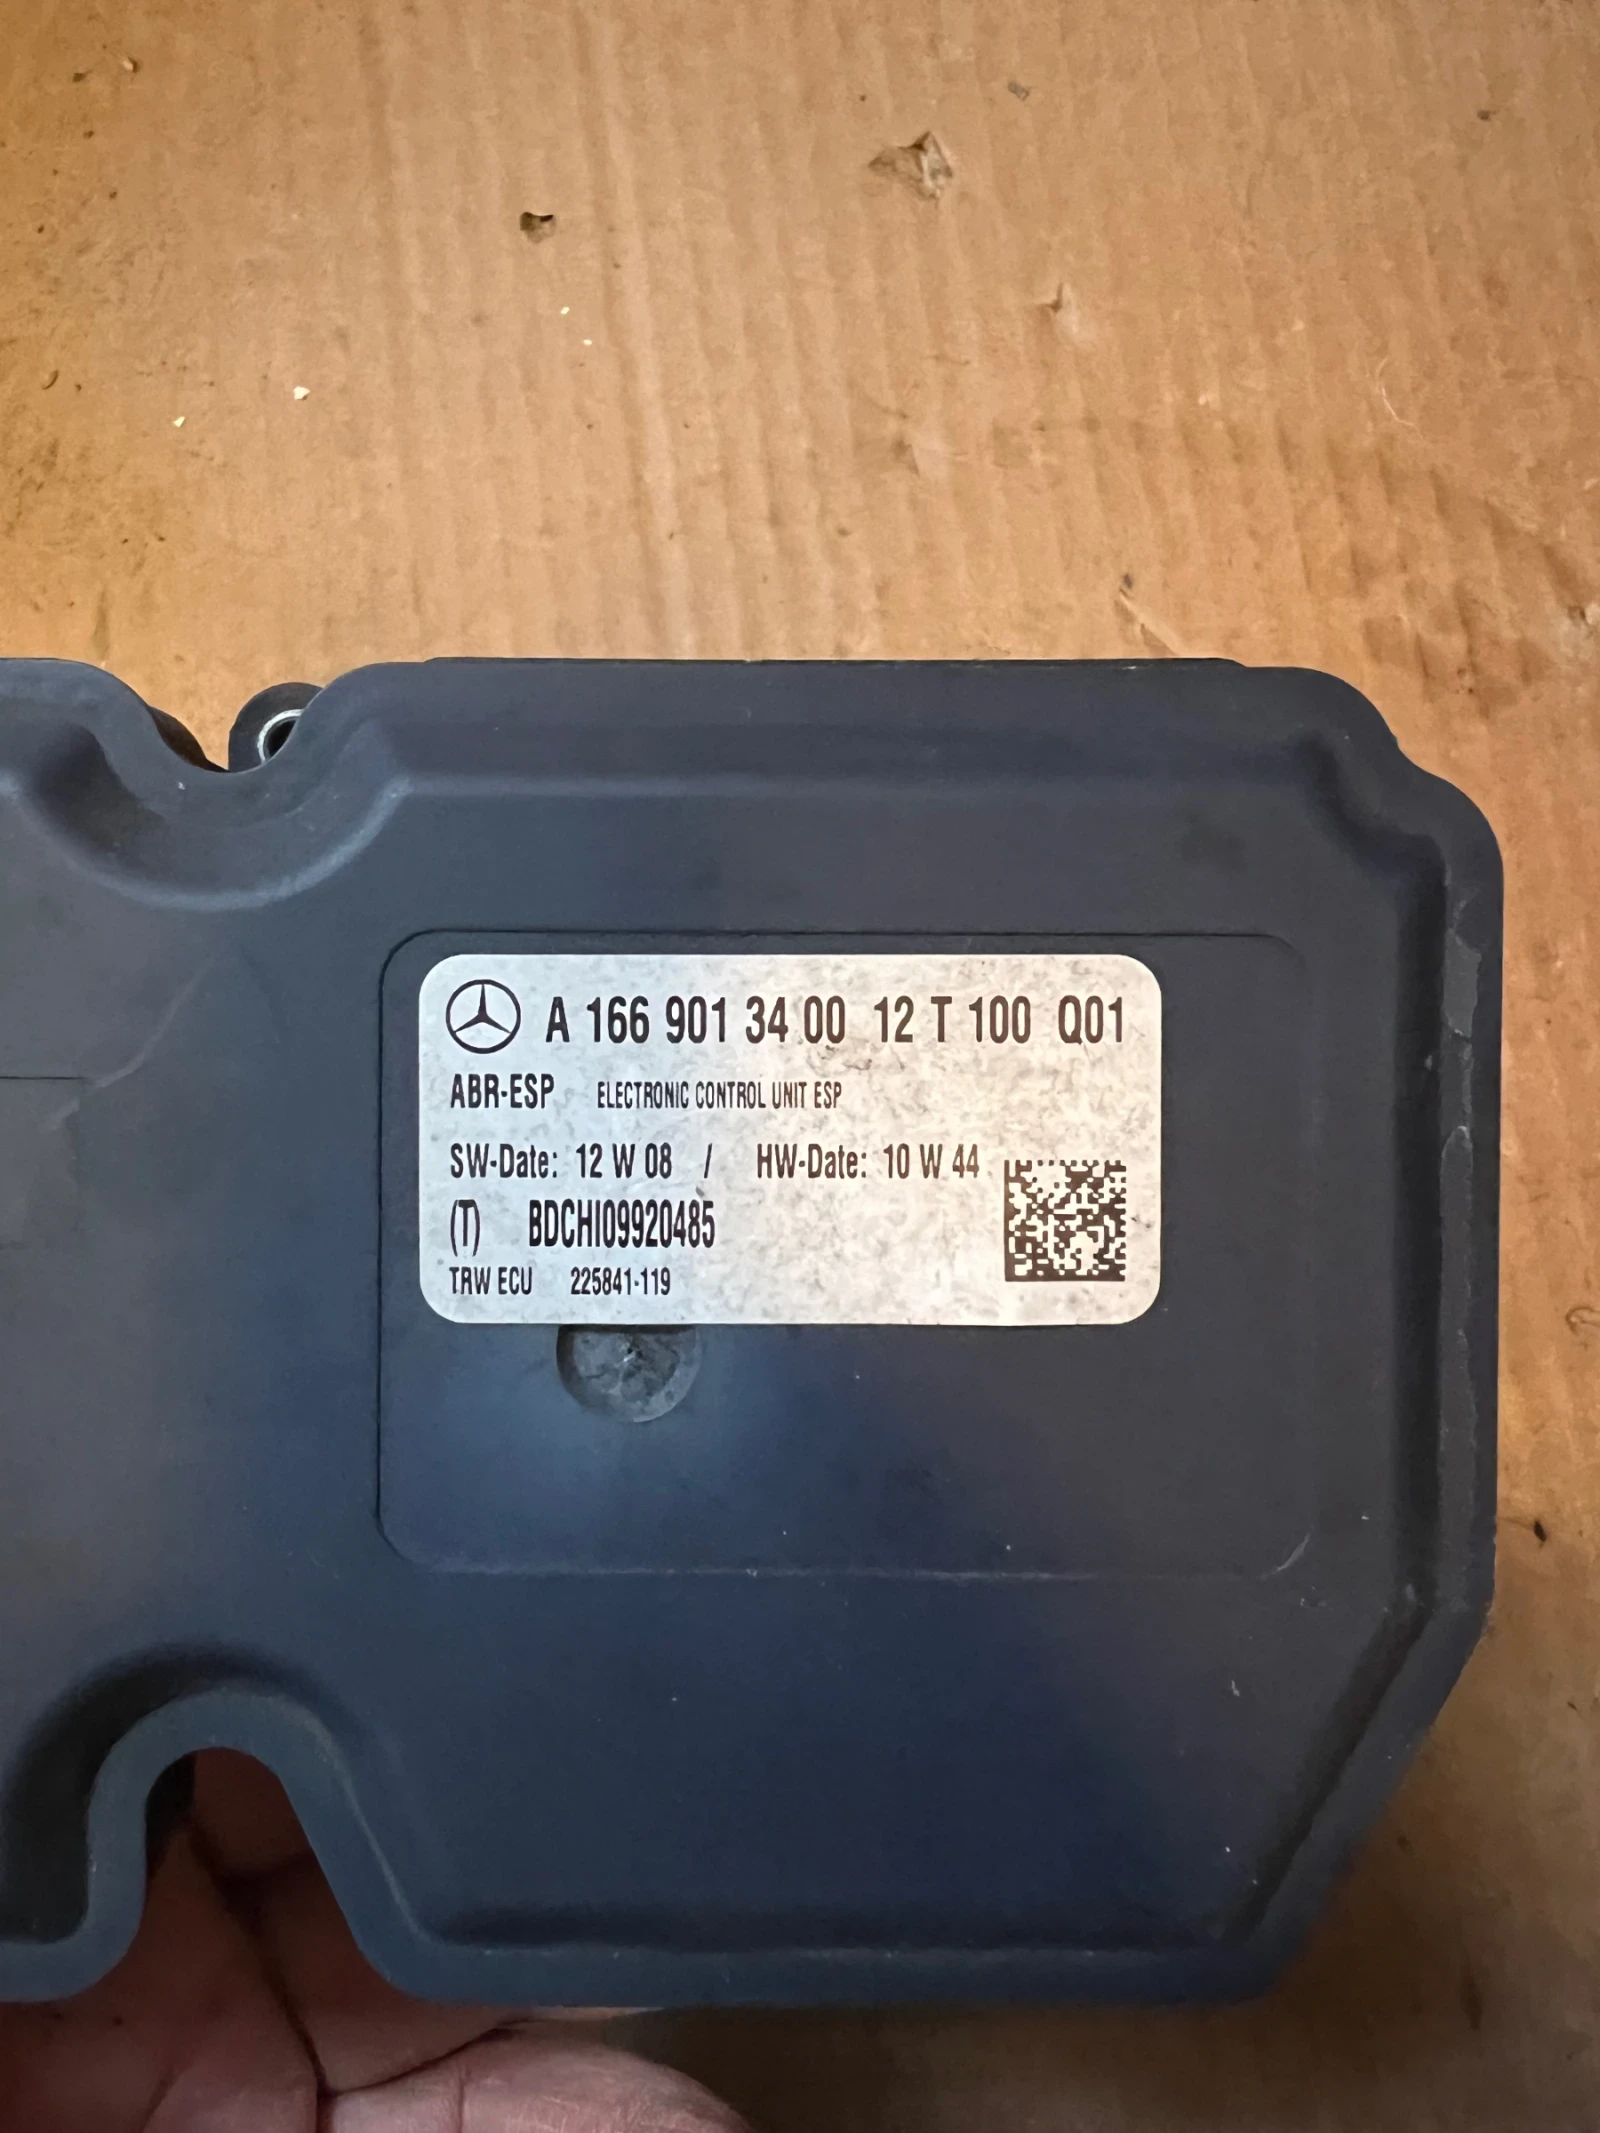 A 166 901 34 00 12 T 100 Q01
ABR-ESP ELECTRONIC CONTROL UNIT ESP
SW-Date: 12 W 08 / HW-Date: 10 W 44
(T) BDCHI09920485
TRW ECU 225841-119